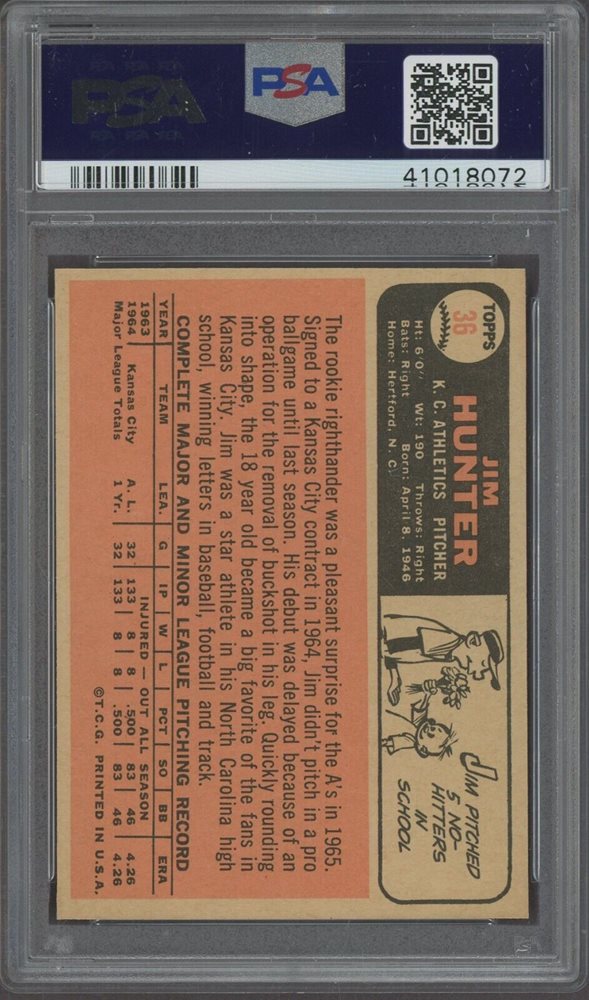 PSA PSA PSA
PSA
PSA PSA PSA
PSA
41018072
TOPPS
36
JIM
HUNTER
K. C. ATHLETICS PITCHER
Ht: 6'0" Wt: 190 Throws: Right
Bats: Right Born: April 8, 1946
Home: Hertford, N. C.
JIM PITCHED
5 NO-
HITTERS
IN
SCHOOL
The rookie righthander was a pleasant surprise for the A's in 1965.
Signed to a Kansas City contract in 1964, Jim didn't pitch in a pro
ballgame until last season. His debut was delayed because of an
operation for the removal of buckshot in his leg. Quickly rounding
into shape, the 18 year old became a big favorite of the fans in
Kansas City. Jim was a star athlete in his North Carolina high
school, winning letters in baseball, football and track.
COMPLETE MAJOR AND MINOR LEAGUE PITCHING RECORD
YEAR TEAM LEA. G IP W L PCT SO BB ERA
1963 INJURED — OUT ALL SEASON
1964 Kansas City A. L. 32 133 8 8 .500 83 46 4.26
Major League Totals 1 Yr. 32 133 8 8 .500 83 46 4.26
©T.C.G. PRINTED IN U.S.A.